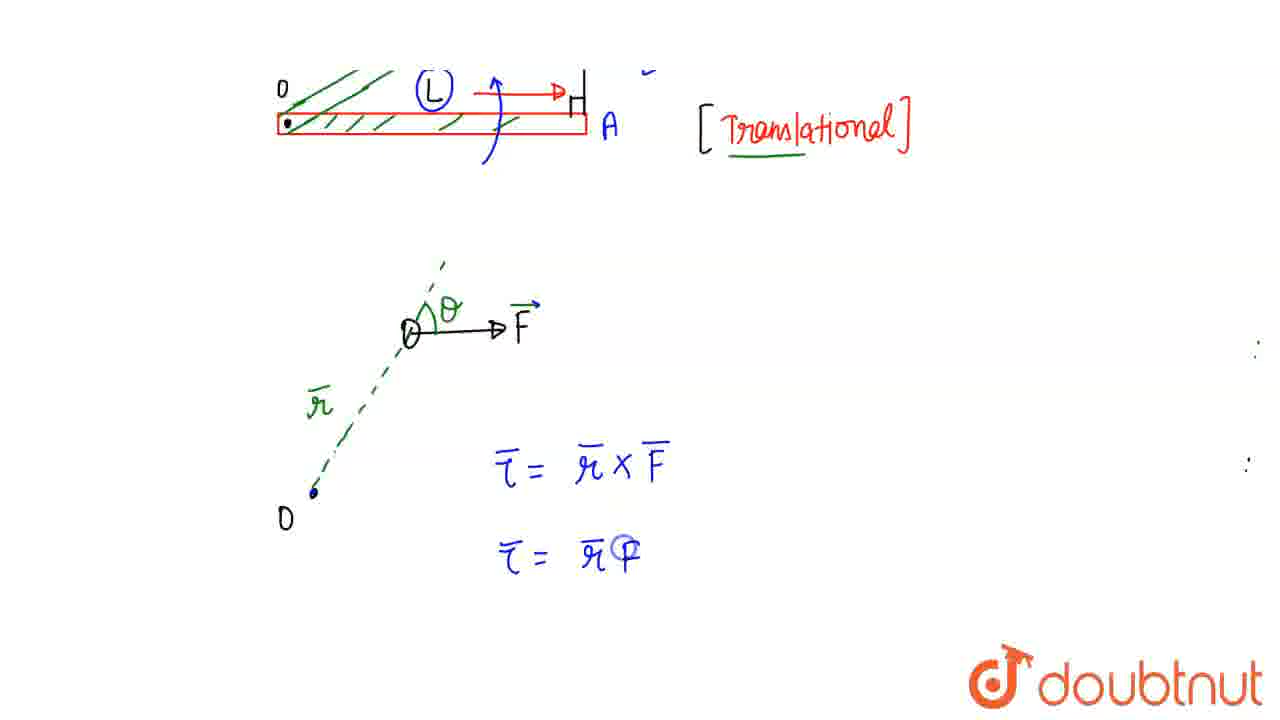 O L A
[Translational]
θ
F⃗
r̅
O
τ̅ = r̅ × F̅
τ̅ = r̅ F
doubtnut